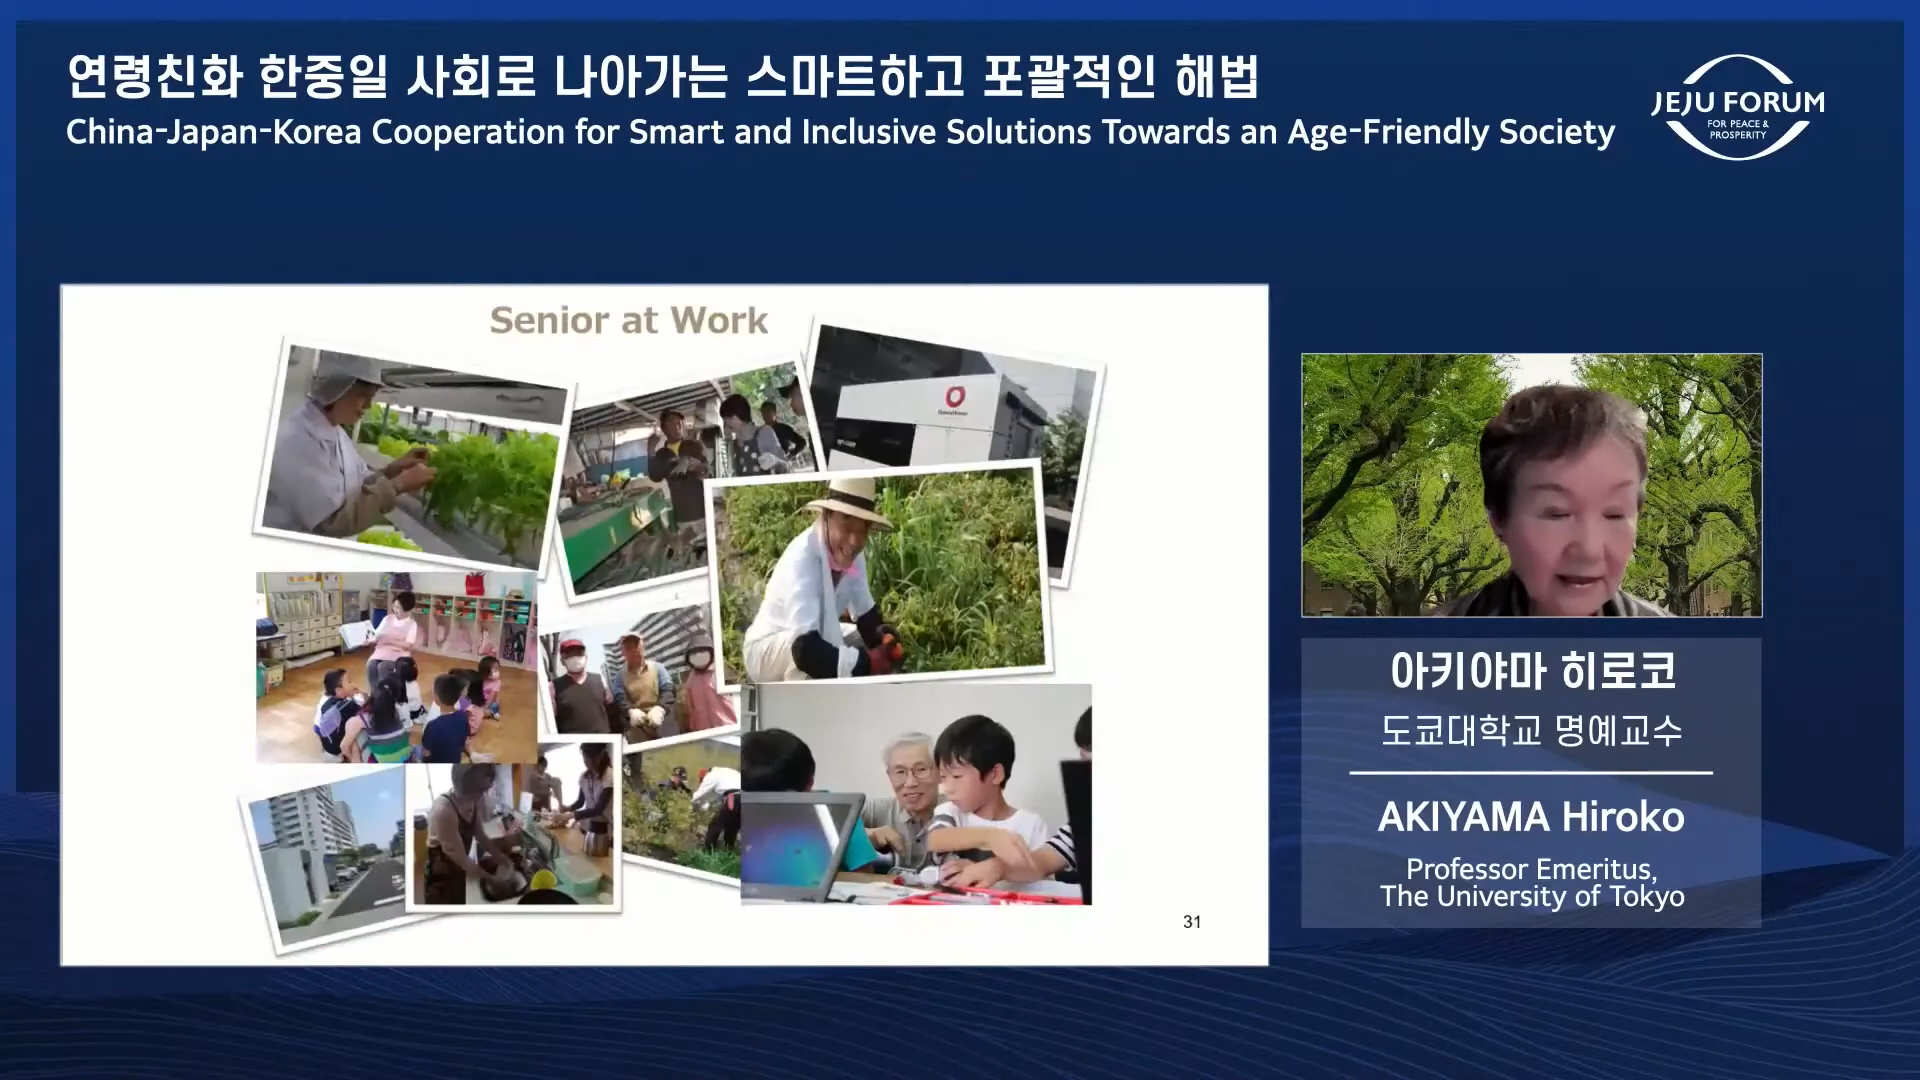 연령친화 한중일 사회로 나아가는 스마트하고 포괄적인 해법
China-Japan-Korea Cooperation for Smart and Inclusive Solutions Towards an Age-Friendly Society
JEJU FORUM
FOR PEACE &
PROSPERITY
Senior at Work
31
아키야마 히로코
도쿄대학교 명예교수
AKIYAMA Hiroko
Professor Emeritus,
The University of Tokyo